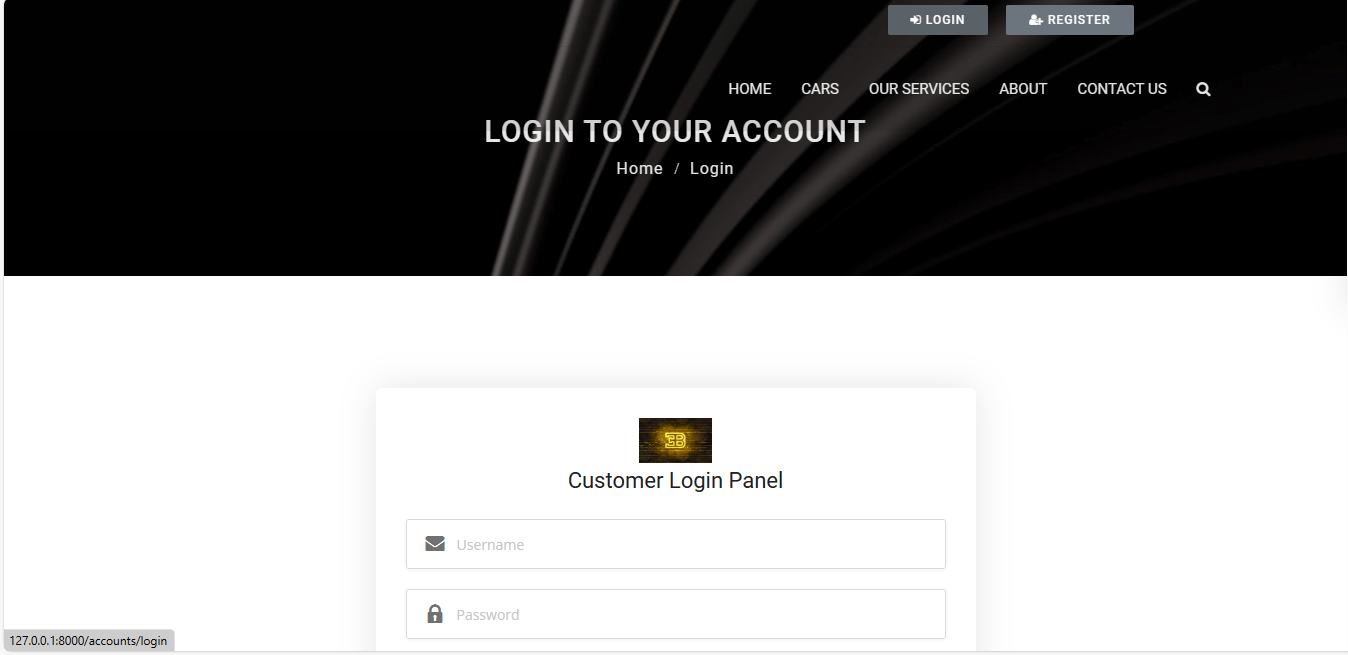 LOGIN REGISTER
HOME CARS OUR SERVICES ABOUT CONTACT US
LOGIN TO YOUR ACCOUNT
Home / Login
Customer Login Panel
Username
Password
127.0.0.1:8000/accounts/login